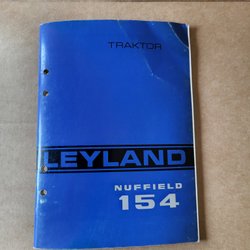 TRAKTOR
LEYLAND
NUFFIELD
154